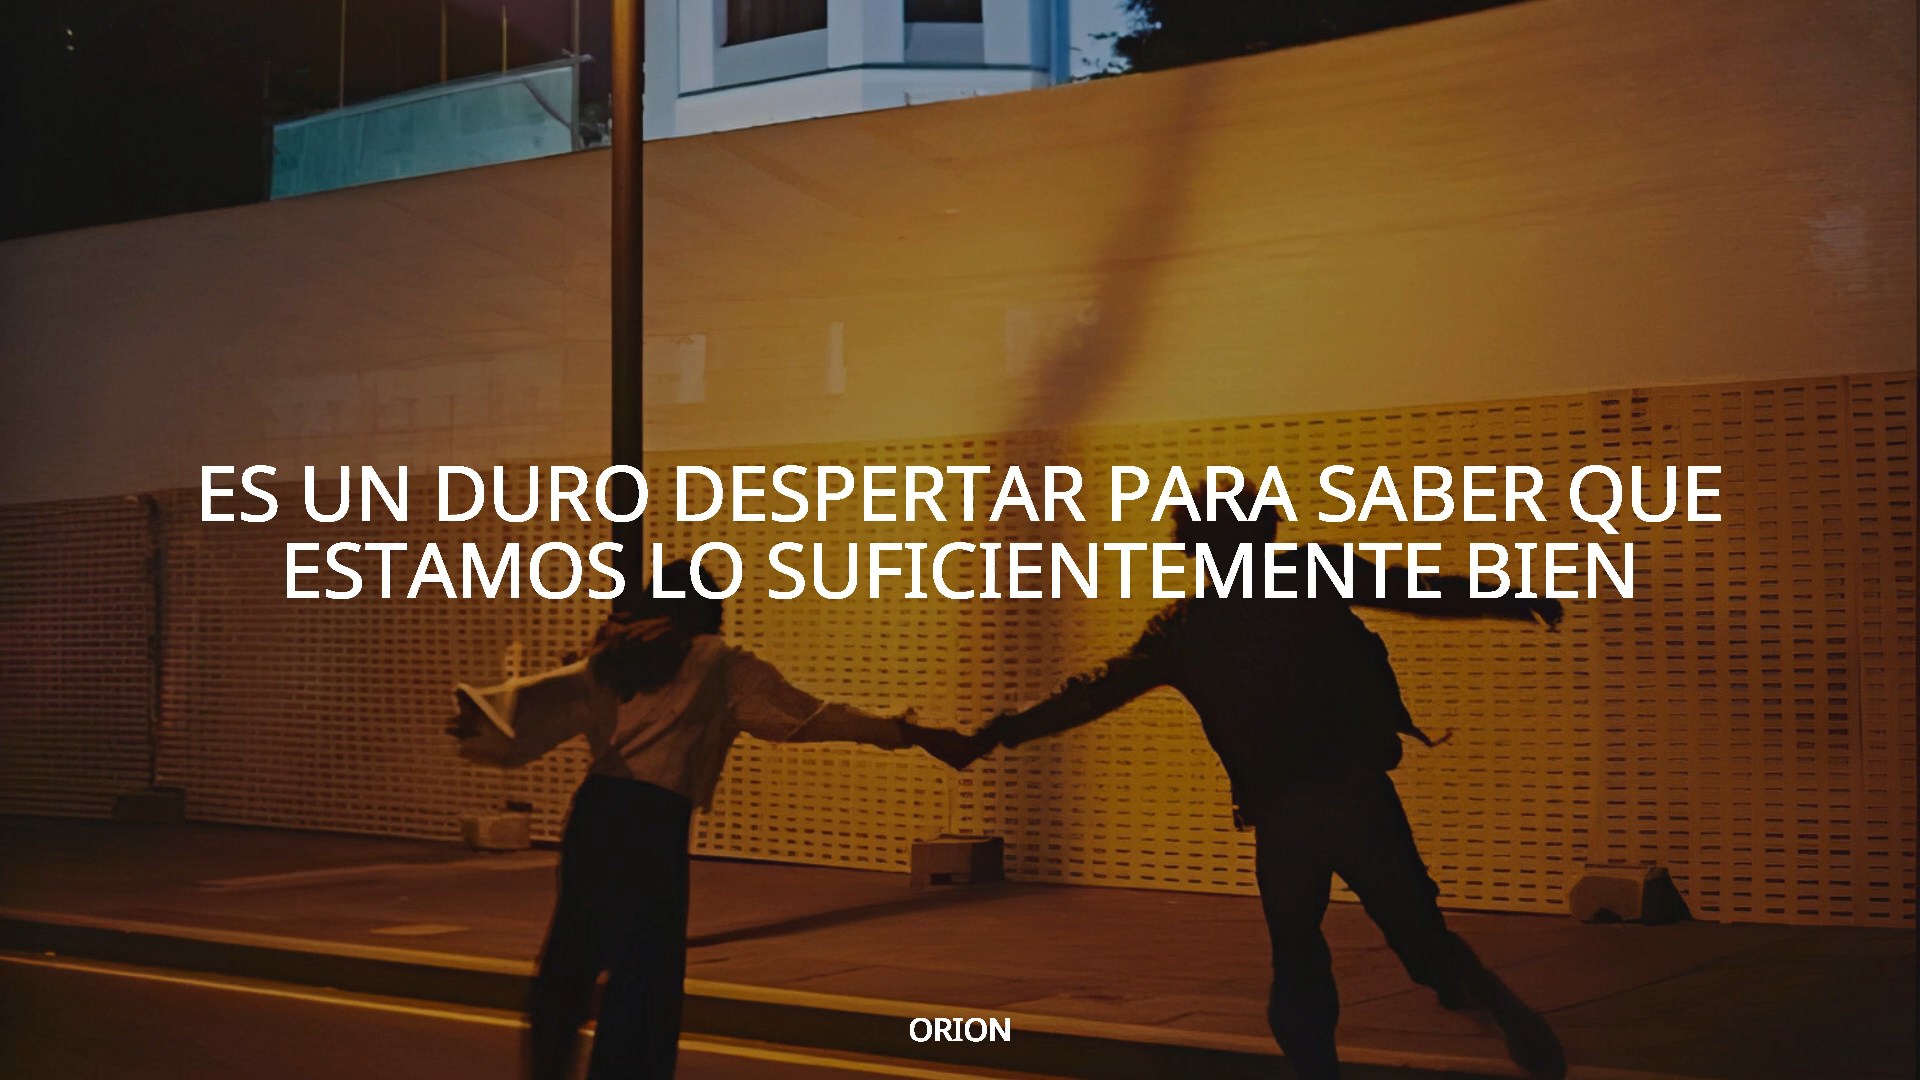 ES UN DURO DESPERTAR PARA SABER QUE
ESTAMOS LO SUFICIENTEMENTE BIEN
ORION